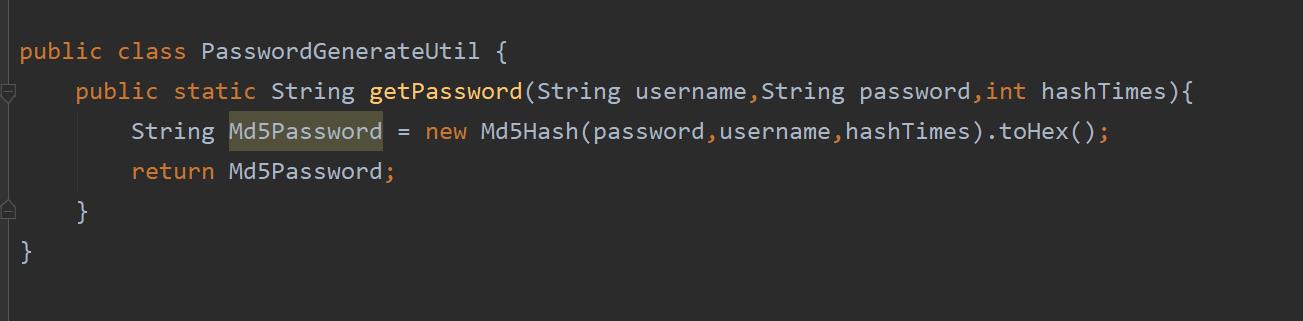 public class PasswordGenerateUtil {
    public static String getPassword(String username,String password,int hashTimes){
        String Md5Password = new Md5Hash(password,username,hashTimes).toHex();
        return Md5Password;
    }
}